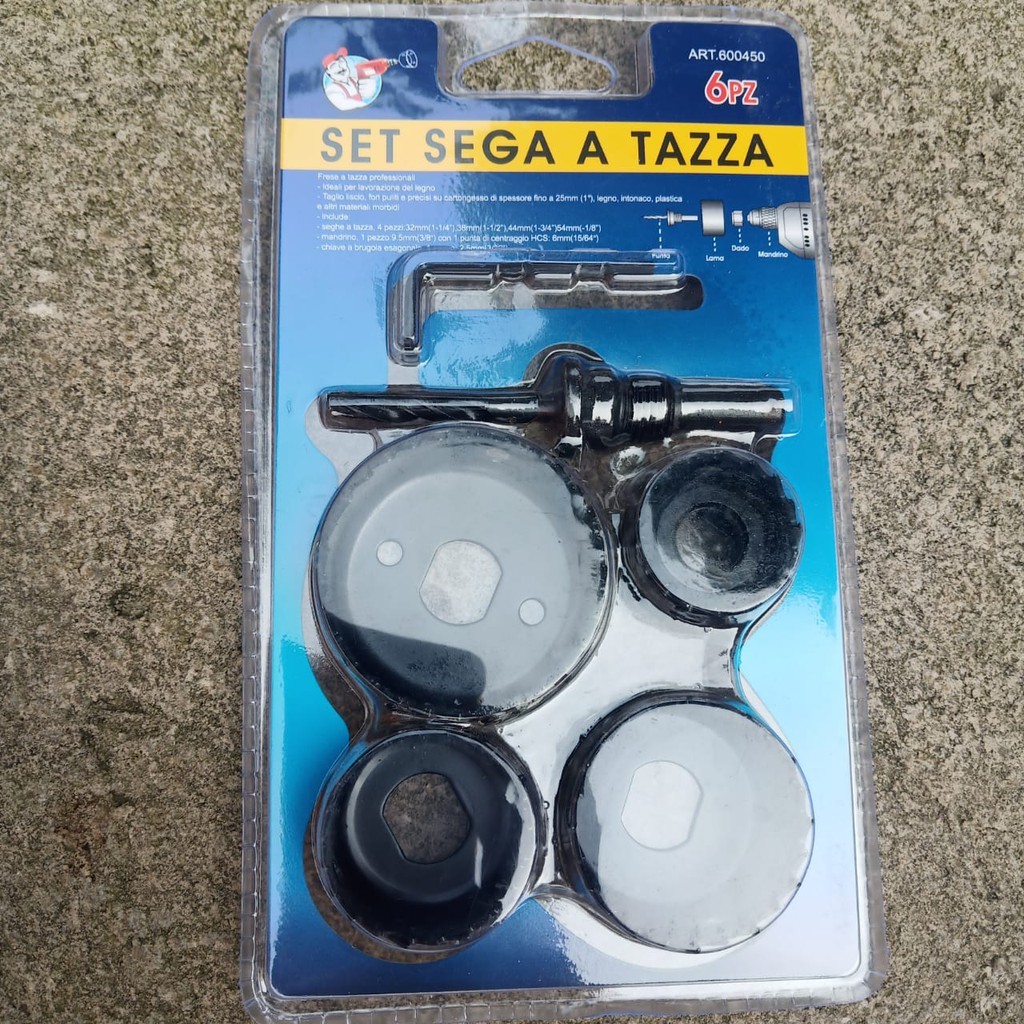 ART.600450
6PZ
SET SEGA A TAZZA
Frese a tazza professionali
- Ideali per lavorazione del legno
- Taglio liscio, fori puliti e precisi su cartongesso di spessore fino a 25mm (1"), legno, intonaco, plastica
e altri materiali morbidi
- Include:
- seghe a tazza, 4 pezzi:32mm(1-1/4"),38mm(1-1/2"),44mm(1-3/4")54mm(-1/8")
- mandrino, 1 pezzo:9.5mm(3/8") con 1 punta di centraggio HCS: 6mm(15/64")
chiave a brugola
Punta
Lama
Dado
Mandrino